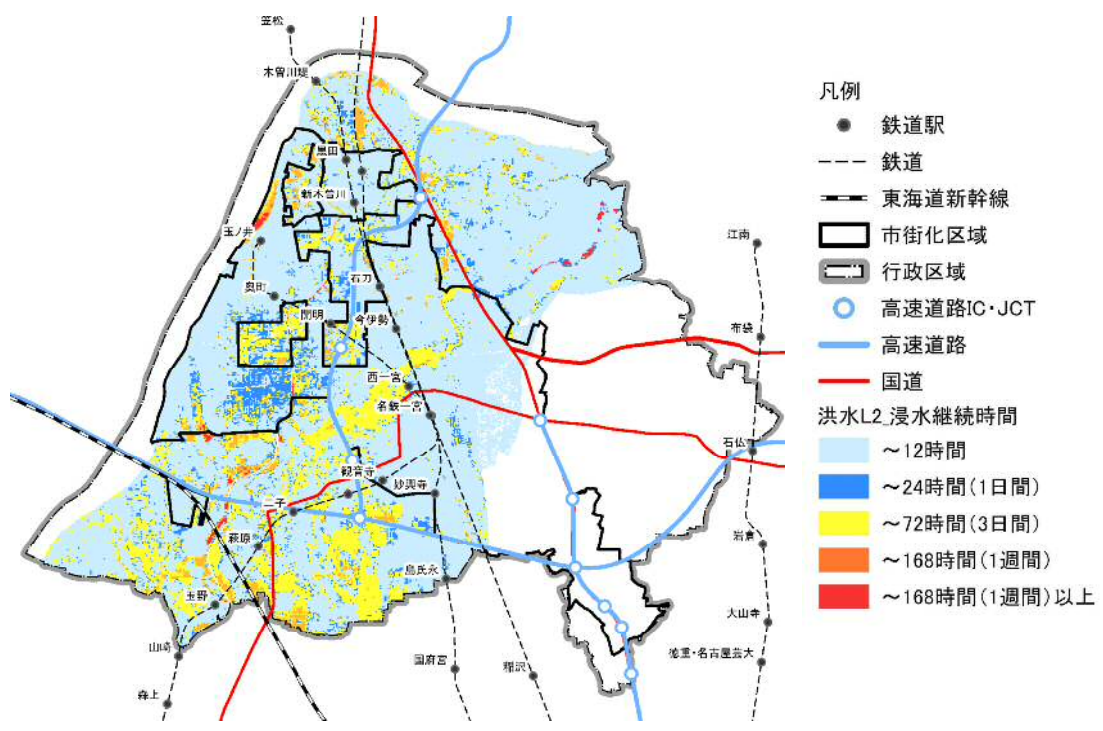 笠松
木曽川堤
黒田
新木曽川
玉ノ井
奥町
石刀
開明
今伊勢
西一宮
名鉄一宮
観音寺
妙興寺
二子
萩原
島氏永
玉野
山崎
森上
国府宮
稲沢
江南
布袋
石仏
岩倉
大山寺
徳重・名古屋芸大
凡例
鉄道駅
鉄道
東海道新幹線
市街化区域
行政区域
高速道路IC・JCT
高速道路
国道
洪水L2_浸水継続時間
～12時間
～24時間(1日間)
～72時間(3日間)
～168時間(1週間)
～168時間(1週間)以上